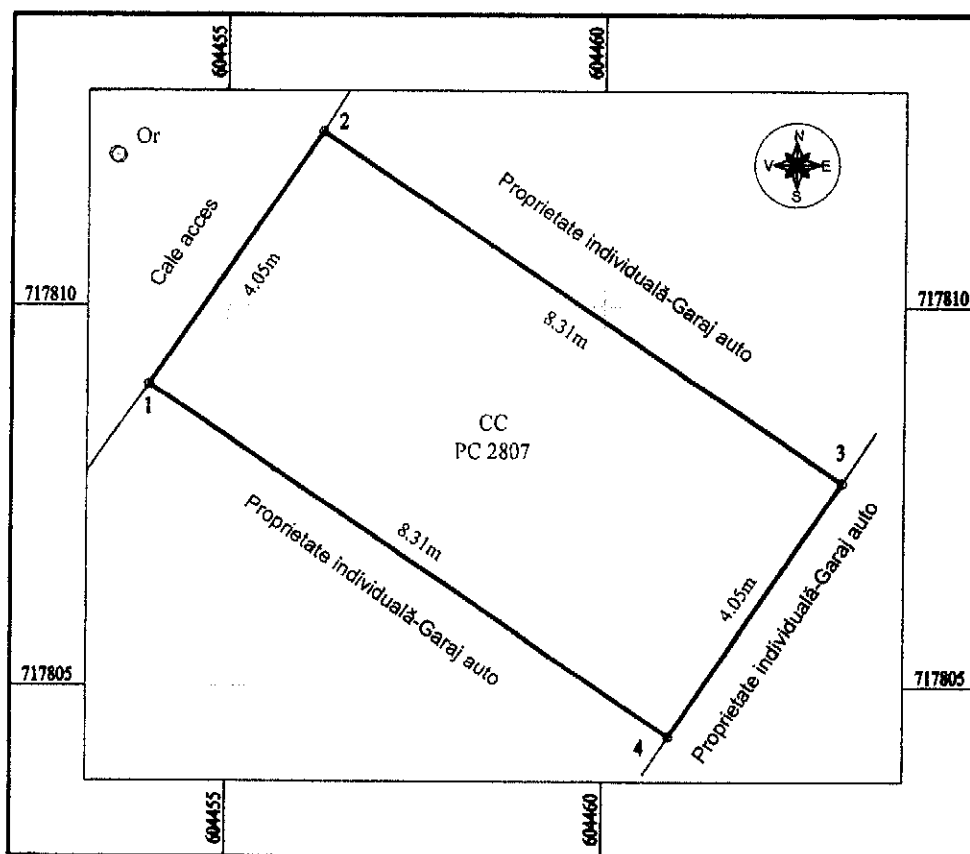 604455
604460
Or
2
N
V E
S
Cale acces
4.05m
Proprietate individuală-Garaj auto
8.31m
717810
717810
1
CC
PC 2807
3
Proprietate individuală-Garaj auto
8.31m
4.05m
Proprietate individuală-Garaj auto
717805
717805
4
604455
604460